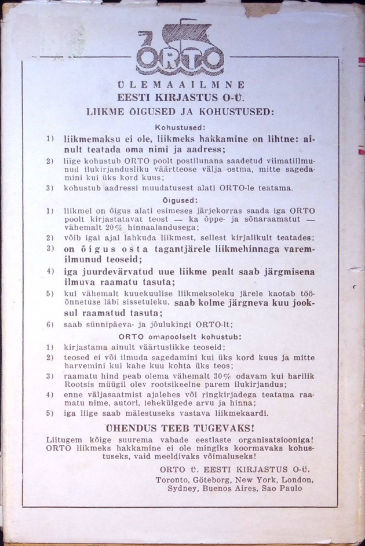 7
ORTO
ÜLEMAAILMNE
EESTI KIRJASTUS O-Ü.
LIIKME ÕIGUSED JA KOHUSTUSED:
Kohustused:
1) liikmemaksu ei ole, liikmeks hakkamine on lihtne: ai-
nult teatada oma nimi ja aadress;
2) liige kohustub ORTO poolt postilunana saadetud viimatiilmu-
nud ilukirjandusliku väärtteose välja ostma, mitte sageda-
mini kui üks kord kuus;
3) kohustub aadressi muudatusest alati ORTO-le teatama.
Õigused:
1) liikmel on õigus alati esimeses järjekorras saada iga ORTO
poolt kirjastatavat teost — ka õppe- ja sõnaraamatut —
vähemalt 20% hinnaalandusega;
2) võib igal ajal lahkuda liikmest, sellest kirjalikult teatades;
3) on õigus osta tagantjärele liikmehinnaga varem-
ilmunud teoseid;
4) iga juurdevärvatud uue liikme pealt saab järgmisena
ilmuva raamatu tasuta;
5) kui vähemalt kuuekuulise liikmeksoleku järele kaotab töö-
õnnetuse läbi sissetuleku, saab kolme järgneva kuu jook-
sul raamatud tasuta;
6) saab sünnipäeva- ja jõulukingi ORTO-lt;
ORTO omapoolselt kohustub:
1) kirjastama ainult väärtuslikke teoseid;
2) teosed ei või ilmuda sagedamini kui üks kord kuus ja mitte
harvemini kui kahe kuu kohta üks teos;
3) raamatu hind peab olema vähemalt 30% odavam kui harilik
Rootsis müügil olev rootsikeelne parem ilukirjandus;
4) enne väljasaatmist ajalehes või ringkirjadega teatama raa-
matu nime, autori, lehekülgede arvu ja hinna;
5) iga liige saab mälestuseks vastava liikmekaardi.
ÜHENDUS TEEB TUGEVAKS!
Liitugem kõige suurema vabade eestlaste organisatsiooniga!
ORTO liikmeks hakkamine ei ole mingiks koormavaks kohus-
tuseks, vaid meeldivaks võimaluseks!
ORTO Ü. EESTI KIRJASTUS O-Ü.
Toronto, Göteborg, New York, London,
Sydney, Buenos Aires, Sao Paulo